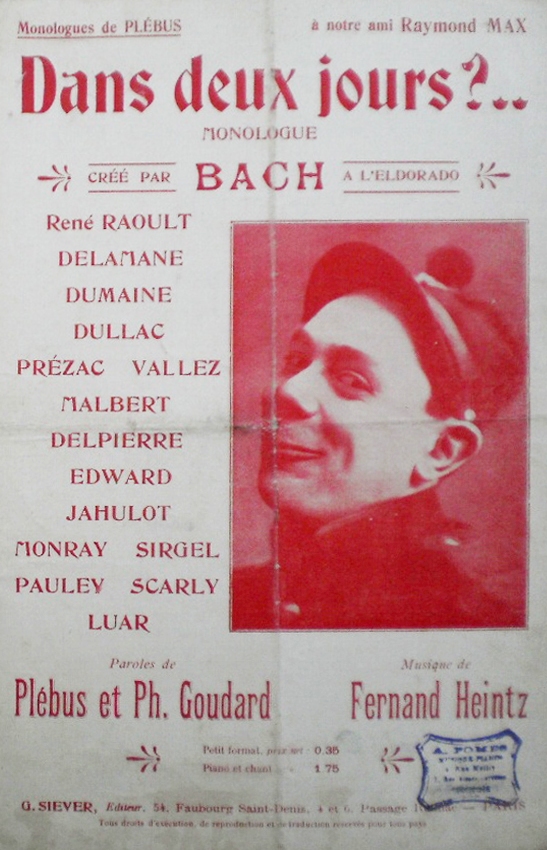 Monologues de PLÉBUS
à notre ami Raymond MAX
Dans deux jours?..
MONOLOGUE
CRÉÉ PAR BACH A L'ELDORADO
René RAOULT
DELAMANE
DUMAINE
DULLAC
PRÉZAC VALLEZ
MALBERT
DELPIERRE
EDWARD
JAHULOT
MONRAY SIRGEL
PAULEY SCARLY
LUAR
Paroles de
Plébus et Ph. Goudard
Musique de
Fernand Heintz
Petit format, 0.35
Piano et chant 1.75
A. POMÈS
G. SIEVER, Editeur, 54, Faubourg Saint-Denis, 4 et 6, Passage — PARIS
Tous droits d'exécution, de reproduction et de traduction réservés pour tous pays